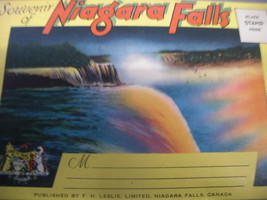 Souvenir
of
Niagara Falls
PLACE
STAMP
HERE
M
PUBLISHED BY F. H. LESLIE, LIMITED, NIAGARA FALLS, CANADA